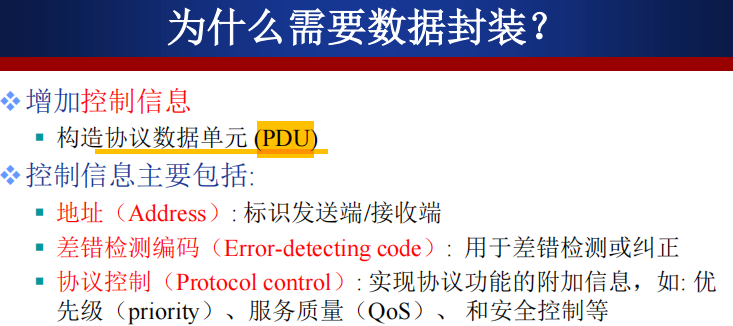 为什么需要数据封装?
增加控制信息
构造协议数据单元 (PDU)
控制信息主要包括:
地址（Address）: 标识发送端/接收端
差错检测编码（Error-detecting code）: 用于差错检测或纠正
协议控制（Protocol control）: 实现协议功能的附加信息，如: 优
先级（priority）、服务质量（QoS）、 和安全控制等